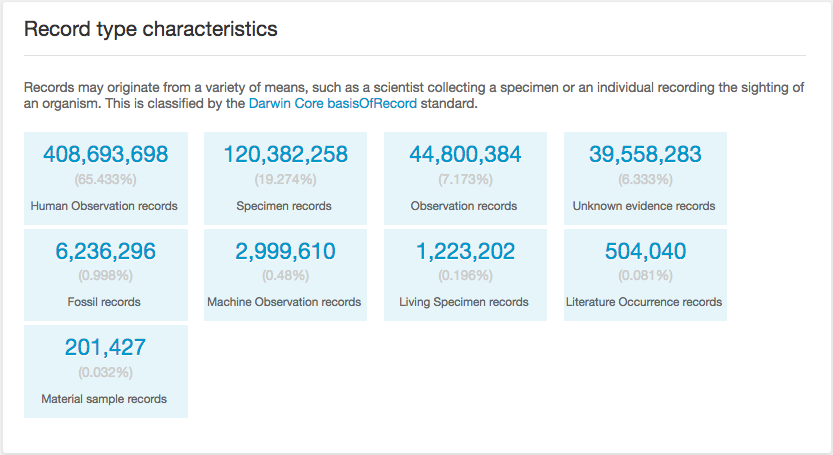 Record type characteristics
Records may originate from a variety of means, such as a scientist collecting a specimen or an individual recording the sighting of
an organism. This is classified by the Darwin Core basisOfRecord standard.
408,693,698
(65.433%)
Human Observation records
120,382,258
(19.274%)
Specimen records
44,800,384
(7.173%)
Observation records
39,558,283
(6.333%)
Unknown evidence records
6,236,296
(0.998%)
Fossil records
2,999,610
(0.48%)
Machine Observation records
1,223,202
(0.196%)
Living Specimen records
504,040
(0.081%)
Literature Occurrence records
201,427
(0.032%)
Material sample records